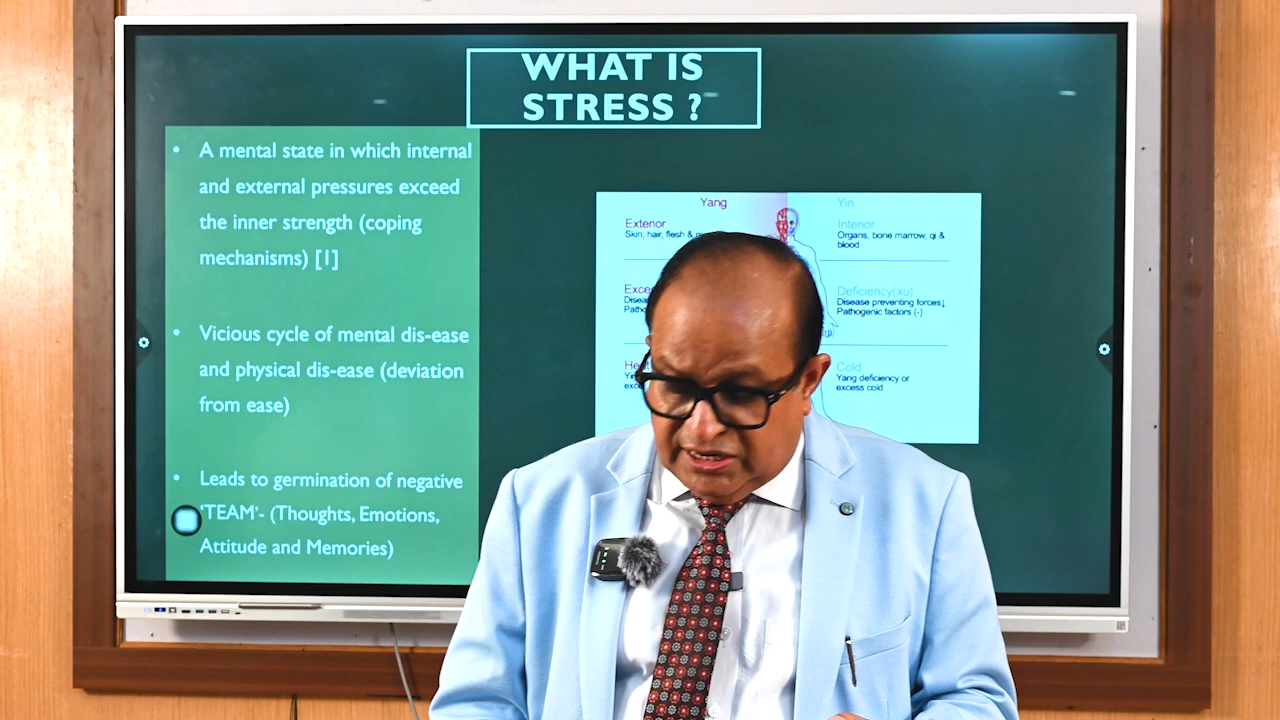 WHAT IS
STRESS ?
• A mental state in which internal
and external pressures exceed
the inner strength (coping
mechanisms) [1]
• Vicious cycle of mental dis-ease
and physical dis-ease (deviation
from ease)
• Leads to germination of negative
'TEAM'- (Thoughts, Emotions,
Attitude and Memories)
Yang
Exterior
Skin, hair, flesh &
Yin
Interior
Organs, bone marrow, qi &
blood
Deficiency(xu)
Disease preventing forces↓
Pathogenic factors (-)
Cold
Yang deficiency or
excess cold